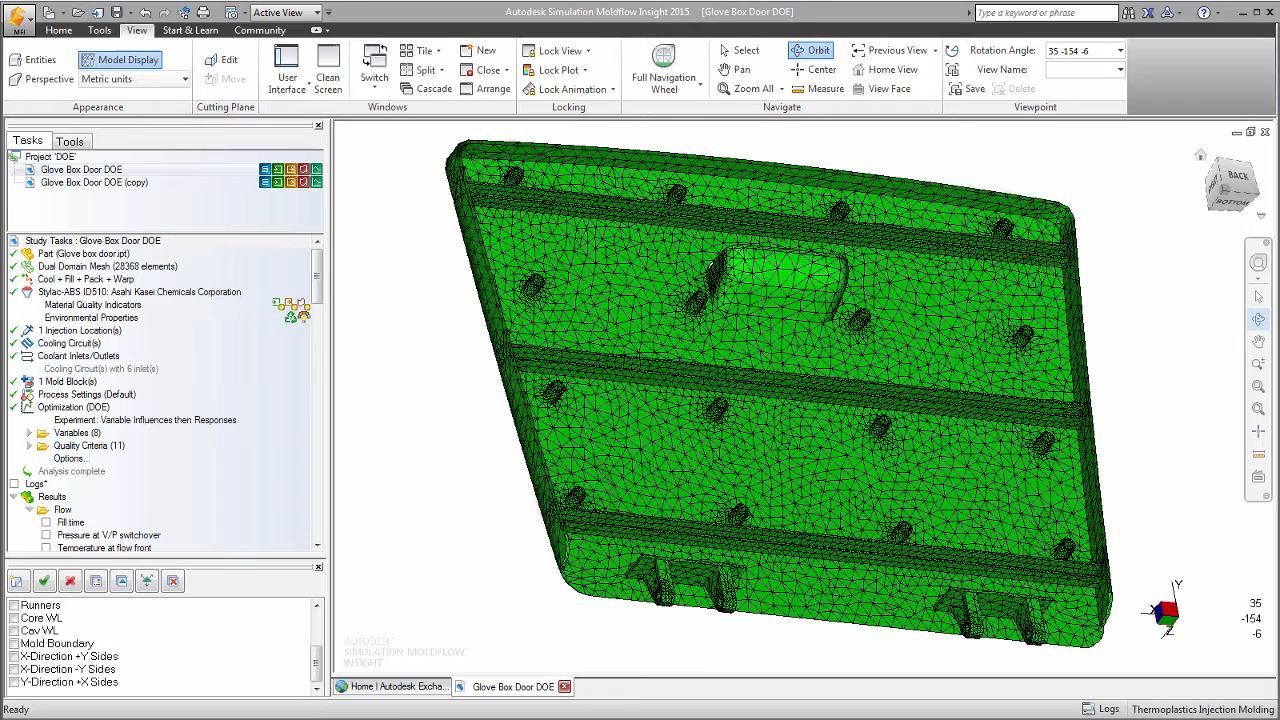 Active View
Autodesk Simulation Moldflow Insight 2015 [Glove Box Door DOE]
Type a keyword or phrase
MFI
Home
Tools
View
Start & Learn
Community
Entities
Model Display
Perspective
Metric units
Appearance
Edit
Move
Cutting Plane
User Interface
Clean Screen
Switch
Tile
Split
Cascade
New
Close
Arrange
Windows
Lock View
Lock Plot
Lock Animation
Locking
Full Navigation Wheel
Select
Pan
Zoom All
Orbit
Center
Measure
Previous View
Home View
View Face
Navigate
Rotation Angle:
35 -154 -6
View Name:
Save
Delete
Viewpoint
Tasks
Tools
Project 'DOE'
Glove Box Door DOE
Glove Box Door DOE (copy)
Study Tasks : Glove Box Door DOE
Part (Glove box door.ipt)
Dual Domain Mesh (28368 elements)
Cool + Fill + Pack + Warp
Stylac-ABS ID510: Asahi Kasei Chemicals Corporation
Material Quality Indicators
Environmental Properties
1 Injection Location(s)
Cooling Circuit(s)
Coolant Inlets/Outlets
Cooling Circuit(s) with 6 inlet(s)
1 Mold Block(s)
Process Settings (Default)
Optimization (DOE)
Experiment: Variable Influences then Responses
Variables (8)
Quality Criteria (11)
Options...
Analysis complete
Logs*
Results
Flow
Fill time
Pressure at V/P switchover
Temperature at flow front
Runners
Core WL
Cav WL
Mold Boundary
X-Direction +Y Sides
X-Direction -Y Sides
Y-Direction +X Sides
BACK
BOTTOM
Y
X
Z
35
-154
-6
AUTODESK
SIMULATION MOLDFLOW
INSIGHT
Home | Autodesk Excha...
Glove Box Door DOE
Ready
Logs
Thermoplastics Injection Molding